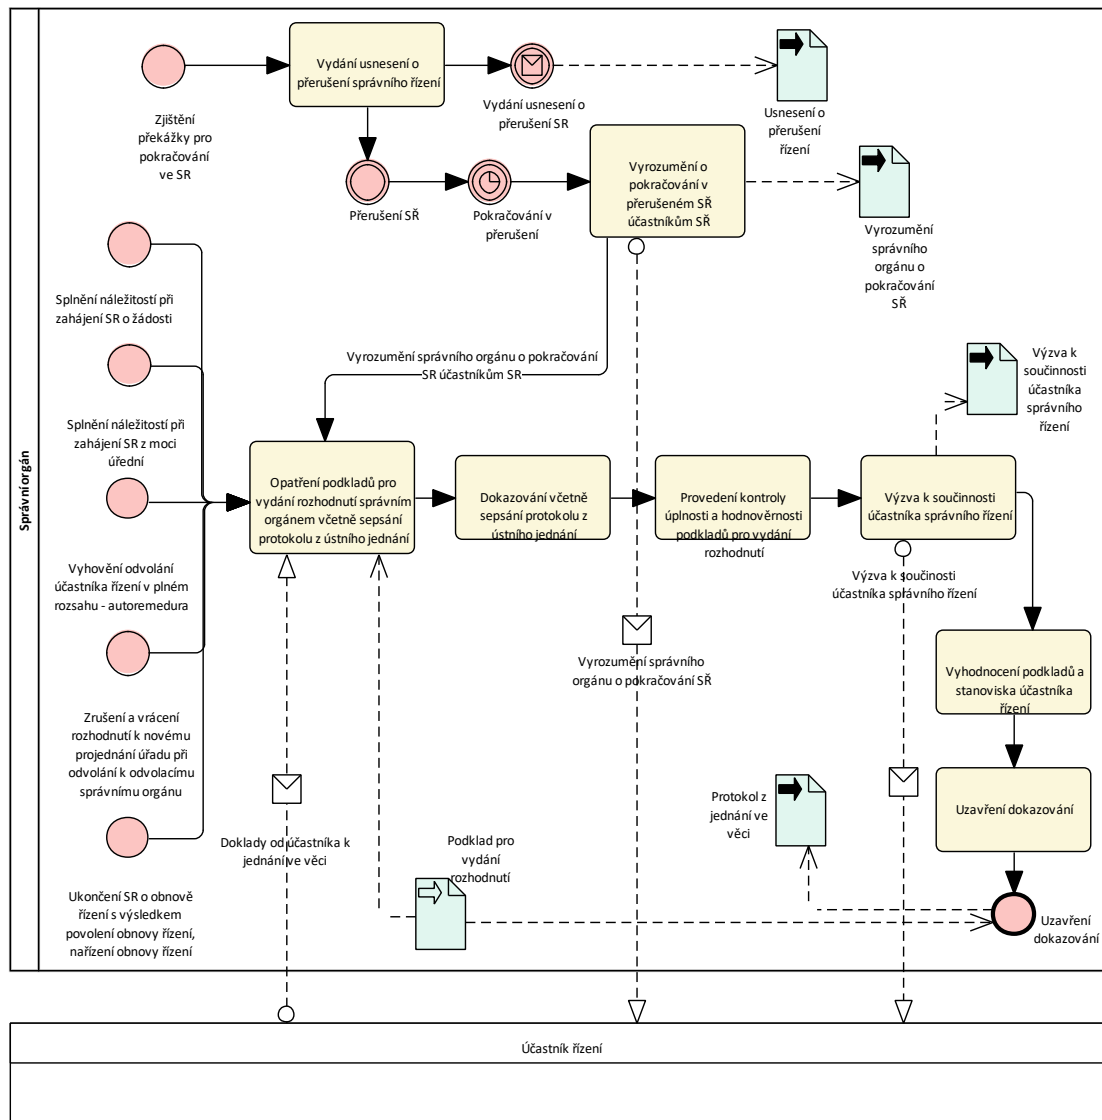 Správní orgán
Zjištění
překážky pro
pokračování
ve SR
Vydání usnesení o
přerušení správního řízení
Vydání usnesení o
přerušení SR
Usnesení o
přerušení
řízení
Přerušení SŘ
Pokračování v
přerušení
Vyrozumění o
pokračování v
přerušeném SŘ
účastníkům SŘ
Vyrozumění
správního
orgánu o
pokračování
SŘ
Splnění náležitostí při
zahájení SR o žádosti
Vyrozumění správního orgánu o pokračování
SR účastníkům SR
Splnění náležitostí při
zahájení SR z moci
úřední
Výzva k
součinnosti
účastníka
správního
řízení
Opatření podkladů pro
vydání rozhodnutí správním
orgánem včetně sepsání
protokolu z ústního jednání
Dokazování včetně
sepsání protokolu z
ústního jednání
Provedení kontroly
úplnosti a hodnověrnosti
podkladů pro vydání
rozhodnutí
Výzva k součinnosti
účastníka správního řízení
Vyhovění odvolání
účastníka řízení v plném
rozsahu - autoremedura
Výzva k součinosti
účastníka správního řízení
Vyrozumění správního
orgánu o pokračování SŘ
Vyhodnocení podkladů a
stanoviska účastníka
řízení
Zrušení a vrácení
rozhodnutí k novému
projednání úřadu při
odvolání k odvolacímu
správnímu orgánu
Uzavření dokazování
Protokol z
jednání ve
věci
Doklady od účastníka k
jednání ve věci
Podklad pro
vydání
rozhodnutí
Ukončení SR o obnově
řízení s výsledkem
povolení obnovy řízení,
nařízení obnovy řízení
Uzavření
dokazování
Účastník řízení